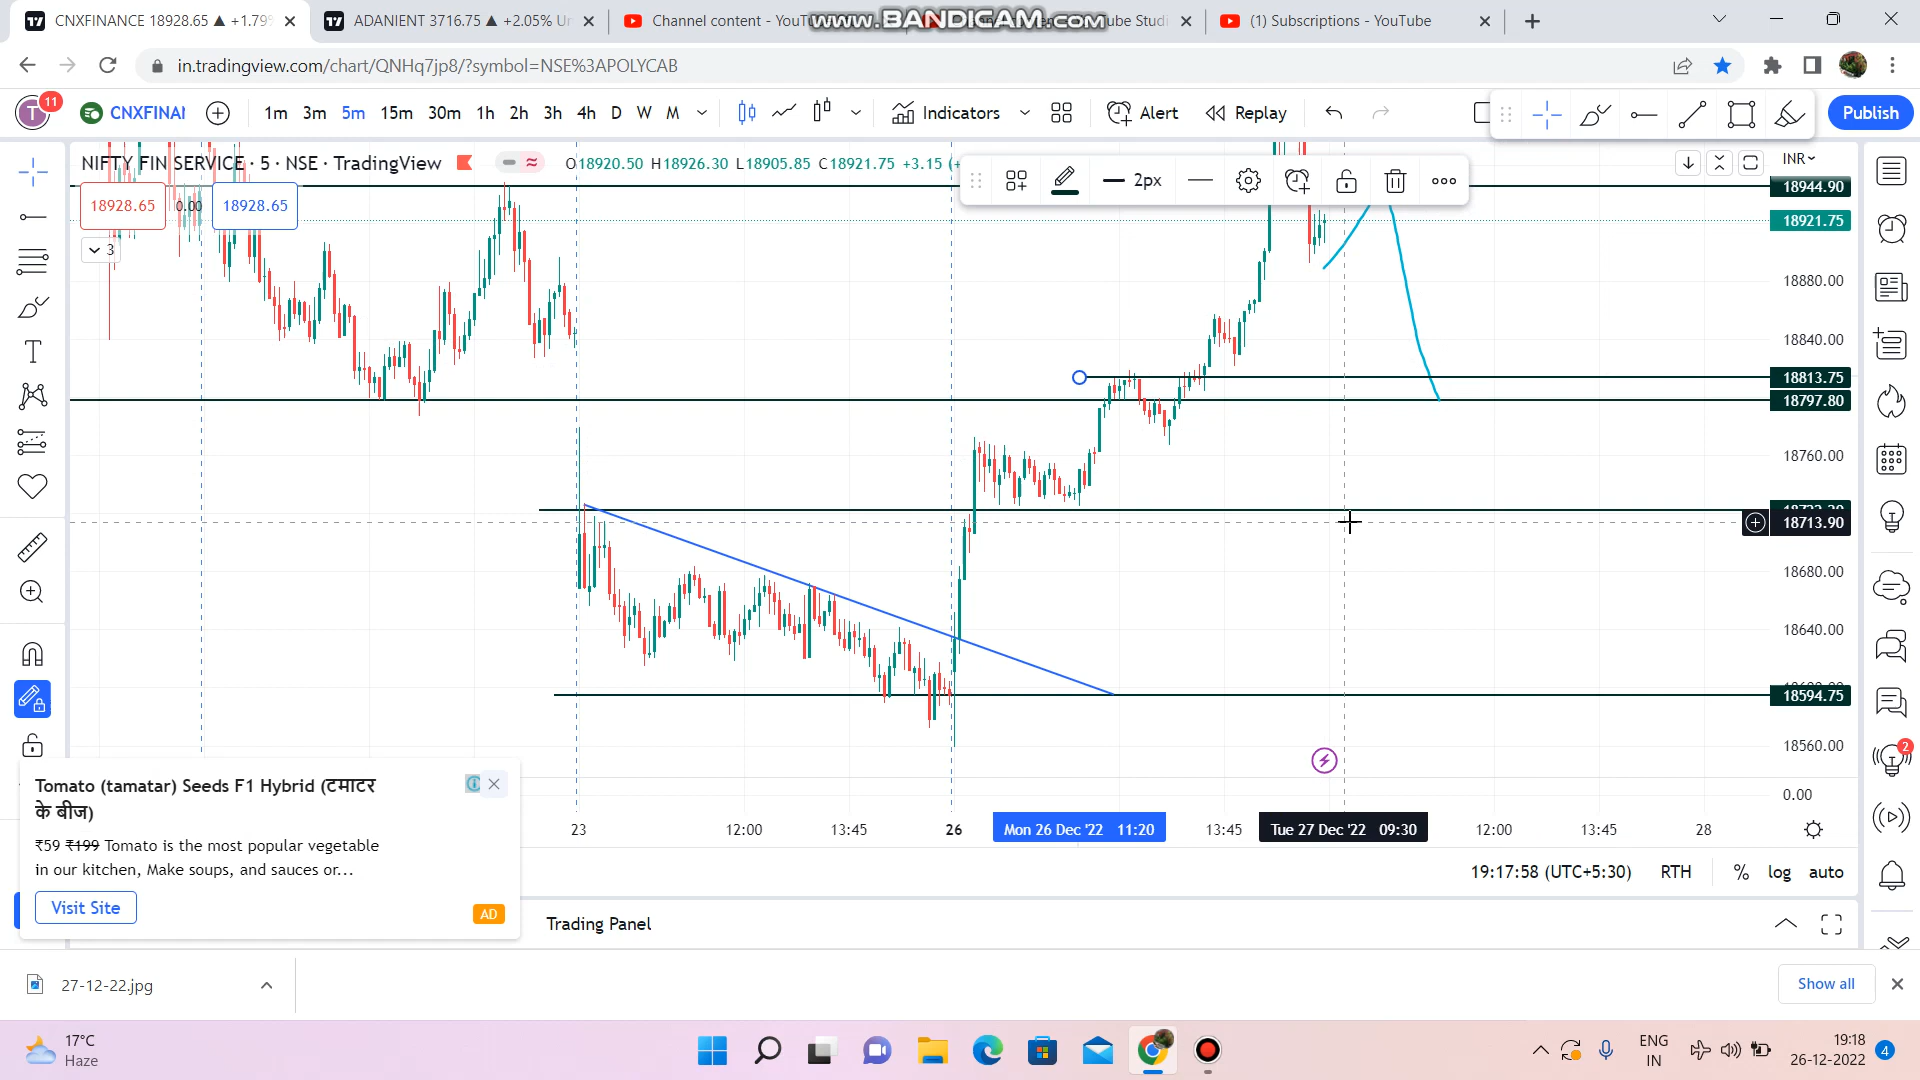 CNXFINANCE 18928.65 ▲ +1.79%
ADANIENT 3716.75 ▲ +2.05% Un
Channel content - YouTu
WWW.BANDICAM.COM
Tube Studi
(1) Subscriptions - YouTube
in.tradingview.com/chart/QNHq7jp8/?symbol=NSE%3APOLYCAB
T
11
CNXFINAI
1m 3m 5m 15m 30m 1h 2h 3h 4h D W M
Indicators
Alert
Replay
Publish
NIFTY FIN SERVICE · 5 · NSE · TradingView
O18920.50 H18926.30 L18905.85 C18921.75 +3.15
2px
INR
18928.65
0.00
18928.65
3
18944.90
18921.75
18880.00
18840.00
18813.75
18797.80
18760.00
18713.90
18680.00
18640.00
18594.75
18560.00
0.00
23
12:00
13:45
26
Mon 26 Dec '22 11:20
13:45
Tue 27 Dec '22 09:30
12:00
13:45
28
2
Tomato (tamatar) Seeds F1 Hybrid (टमाटर
के बीज)
₹59 ₹199 Tomato is the most popular vegetable
in our kitchen, Make soups, and sauces or...
Visit Site
AD
19:17:58 (UTC+5:30)
RTH
%
log
auto
Trading Panel
27-12-22.jpg
Show all
17°C
Haze
ENG
IN
19:18
26-12-2022
4